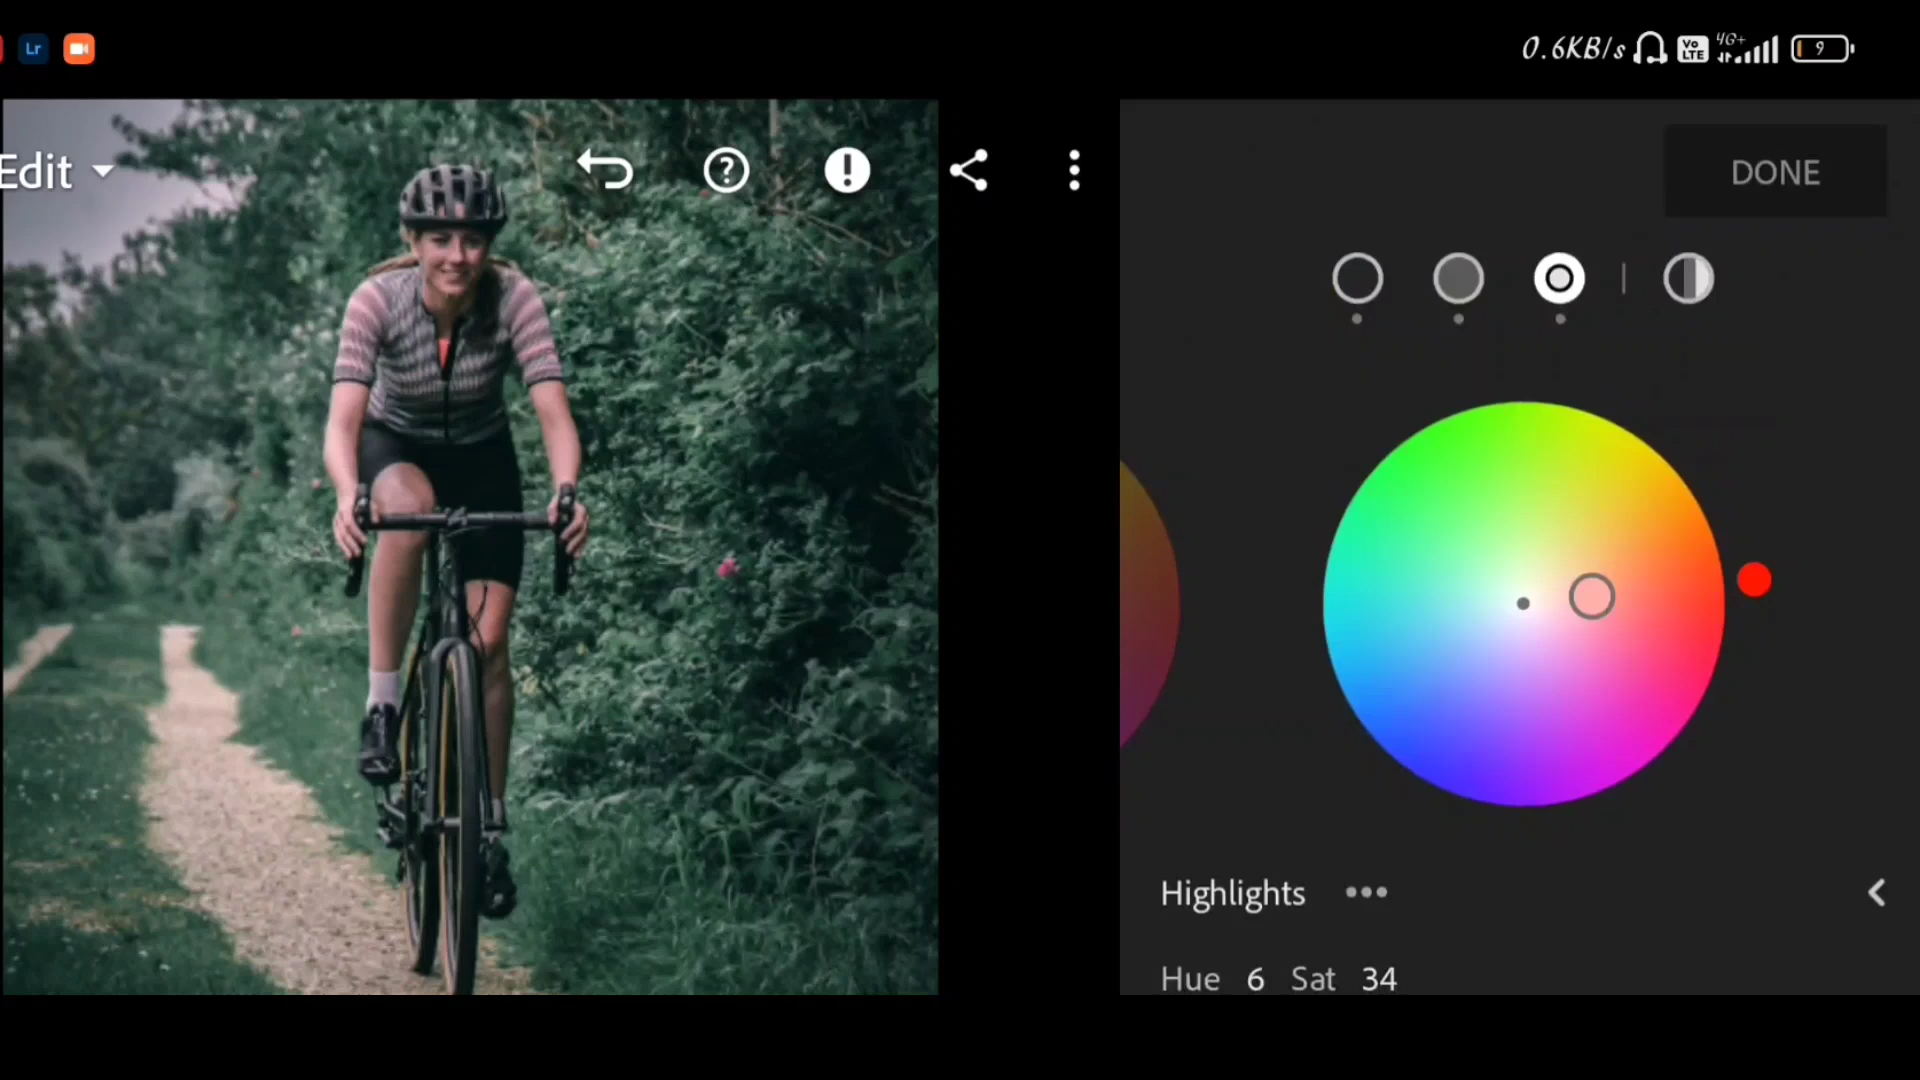 Lr
0.6KB/s Vo LTE 4G+ 9
Edit
DONE
Highlights
Hue 6 Sat 34